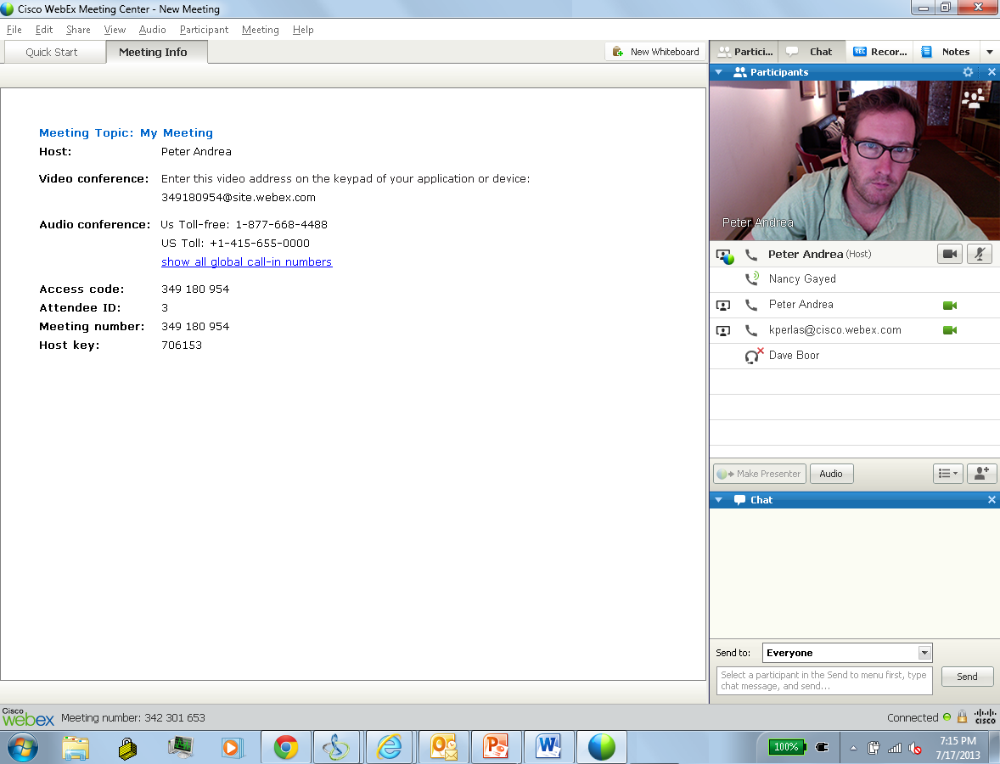 Cisco WebEx Meeting Center - New Meeting
File Edit Share View Audio Participant Meeting Help
Quick Start Meeting Info New Whiteboard
Partici... Chat REC Recor... Notes
Participants
Peter Andrea
Peter Andrea (Host)
Nancy Gayed
Peter Andrea
kperlas@cisco.webex.com
Dave Boor
Make Presenter Audio
Chat
Send to: Everyone
Select a participant in the Send to menu first, type
chat message, and send...
Send
Meeting Topic: My Meeting
Host: Peter Andrea
Video conference: Enter this video address on the keypad of your application or device:
349180954@site.webex.com
Audio conference: Us Toll-free: 1-877-668-4488
US Toll: +1-415-655-0000
show all global call-in numbers
Access code: 349 180 954
Attendee ID: 3
Meeting number: 349 180 954
Host key: 706153
Cisco
webex Meeting number: 342 301 653
Connected
CISCO
100%
7:15 PM
7/17/2013